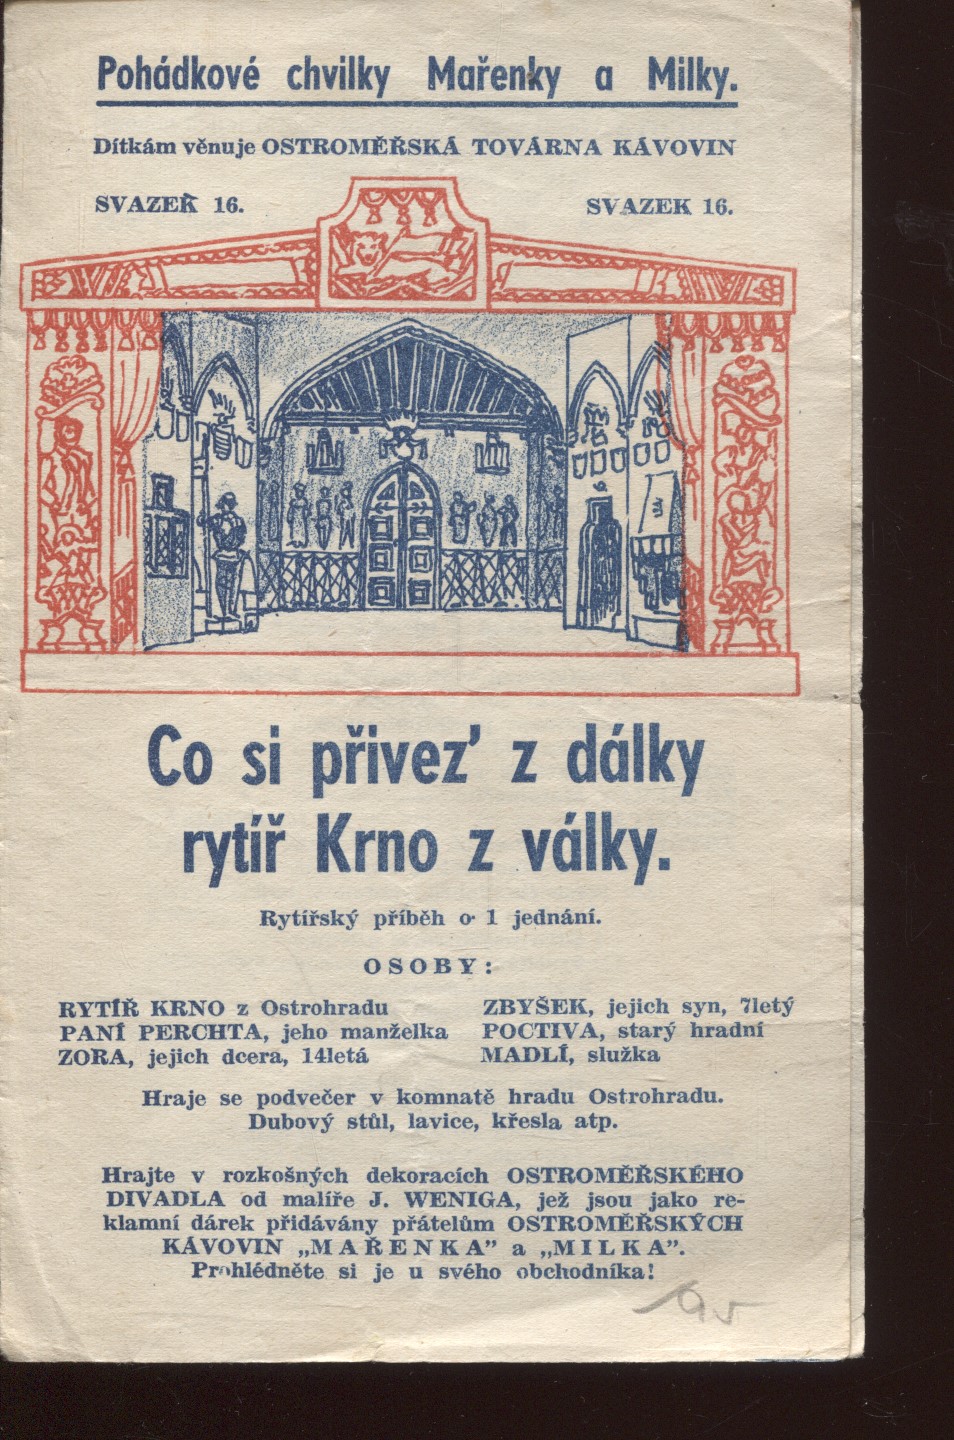 Pohádkové chvilky Mařenky a Milky.
Dítkám věnuje OSTROMĚŘSKÁ TOVÁRNA KÁVOVIN
SVAZEK 16. SVAZEK 16.
Co si přivez’ z dálky
rytíř Krno z války.
Rytířský příběh o 1 jednání.
OSOBY:
RYTÍŘ KRNO z Ostrohradu
PANÍ PERCHTA, jeho manželka
ZORA, jejich dcera, 14letá
ZBYŠEK, jejich syn, 7letý
POCTIVA, starý hradní
MADLÍ, služka
Hraje se podvečer v komnatě hradu Ostrohradu.
Dubový stůl, lavice, křesla atp.
Hrajte v rozkošných dekoracích OSTROMĚŘSKÉHO
DIVADLA od malíře J. WENIGA, jež jsou jako re-
klamní dárek přidávány přátelům OSTROMĚŘSKÝCH
KÁVOVIN „MAŘENKA” a „MILKA”.
Prohlédněte si je u svého obchodníka!